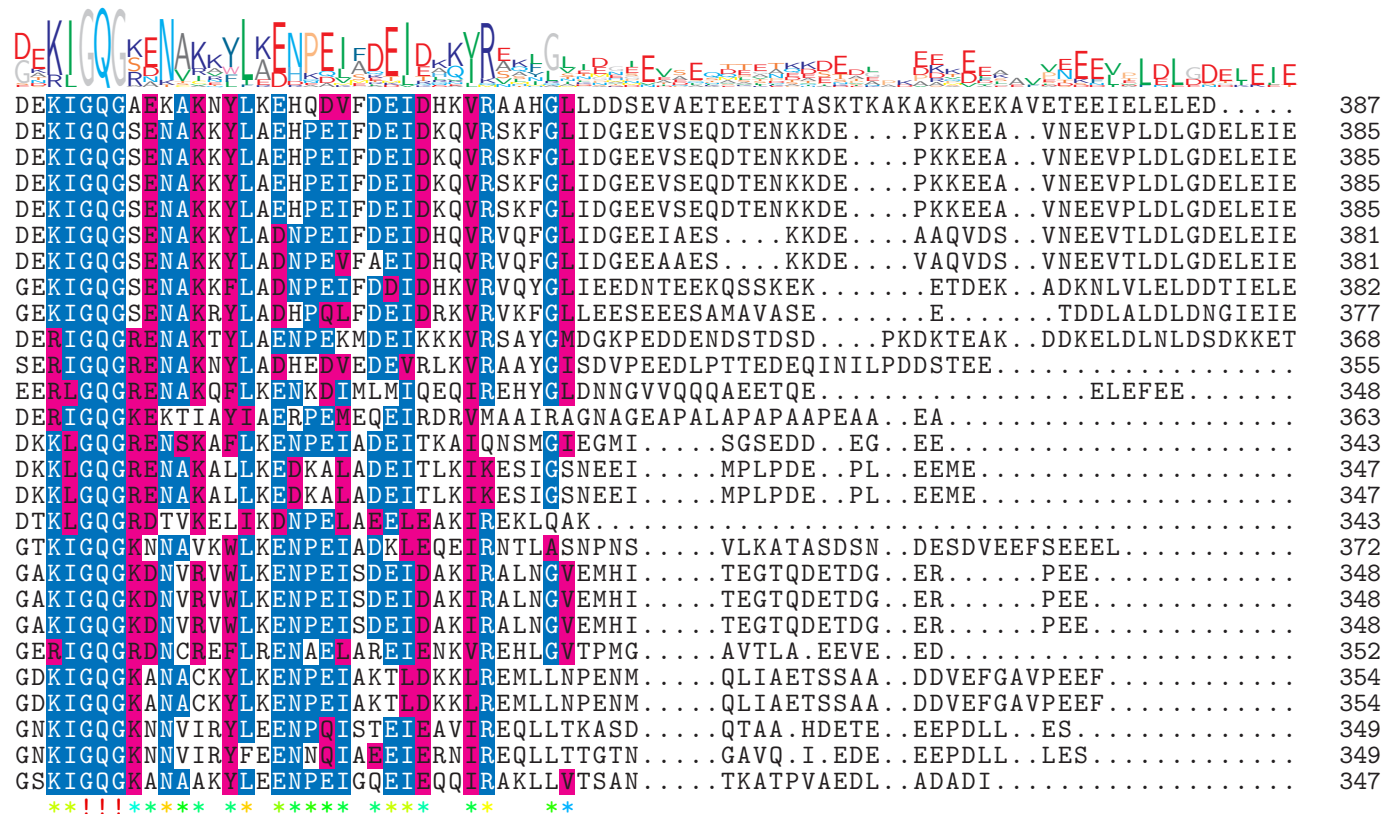 DEKIGQGAEKAKNYLKEHQDVFDEIDHKVRAAHGLLDDSEVAETEEETTASKTKAKAKKEEKAVETEEIELELED..... 387
DEKIGQGSENAKKYLAEHPEIFDEIDKQVRSKFGLIDGEEVSEQDTENKKDE....PKKEEA..VNEEVPLDLGDELEIE 385
DEKIGQGSENAKKYLAEHPEIFDEIDKQVRSKFGLIDGEEVSEQDTENKKDE....PKKEEA..VNEEVPLDLGDELEIE 385
DEKIGQGSENAKKYLAEHPEIFDEIDKQVRSKFGLIDGEEVSEQDTENKKDE....PKKEEA..VNEEVPLDLGDELEIE 385
DEKIGQGSENAKKYLAEHPEIFDEIDKQVRSKFGLIDGEEVSEQDTENKKDE....PKKEEA..VNEEVPLDLGDELEIE 385
DEKIGQGSENAKKYLADNPEIFDEIDHQVRVQFGLIDGEEIAES....KKDE....AAQVDS..VNEEVTLDLGDELEIE 381
DEKIGQGSENAKKYLADNPEVFAEIDHQVRVQFGLIDGEEAAES....KKDE....VAQVDS..VNEEVTLDLGDELEIE 381
GEKIGQGSENAKKFLADNPEIFDDIDHKVRVQYGLIEEDNTEEKQSSKEK......ETDEK...ADKNLVLELDDTIELE 382
GEKIGQGSENAKRYLADHPQLFDEIDRKVRVKFGLLEESEEESAMAVASE.......E.......TDDLALDLDNGIEIE 377
DERIGQGRENAKTYLAENPEKMDEIKKKVRSAYGMDGKPEDDENDSTDSD....PKDKTEAK..DDKELDLNLDSDKKET 368
SERIGQGRENAKNYLADHEDVEDEVRLKVRAAYGISDVPEEDLPTTEDEQINILPDDSTEE................... 355
EERLGQGRENAKQFLKENKDIMLMIQEQIREHYGLDNNGVVQQQAEETQE.................ELEFEE....... 348
DERIGQGKEKTIAYIAERPEMEQEIRDRVMAAIRAGNAGEAPALAPAPAAPEAA..EA...................... 363
DKKLGQGRENSKAFLKENPEIADEITKAIQNSMGIEGMI.....SGSEDD..EG..EE...................... 343
DKKLGQGRENAKALLKEDKALADEITLKIKESIGSNEEI.....MPLPDE..PL..EEME.................... 347
DKKLGQGRENAKALLKEDKALADEITLKIKESIGSNEEI.....MPLPDE..PL..EEME.................... 347
DTKLGQGRDTVKELIKDNPELAEELEAKIREKLQAK............................................ 343
GTKIGQGKNNAVKWLKENPEIADKLEQEIRNTLASNPNS.....VLKATASDSN..DESDVEEFSEEEL........... 372
GAKIGQGKDNVRVWLKENPEISDEIDAKIRALNGVEMHI.....TEGTQDETDG..ER......PEE............. 348
GAKIGQGKDNVRVWLKENPEISDEIDAKIRALNGVEMHI.....TEGTQDETDG..ER......PEE............. 348
GAKIGQGKDNVRVWLKENPEISDEIDAKIRALNGVEMHI.....TEGTQDETDG..ER......PEE............. 348
GERIGQGRDNCREFLRENAELAREIENKVREHLGVTPMG.....AVTLA.EEVE..ED...................... 352
GDKIGQGKANACKYLKENPEIAKTLDKKLREMLLNPENM.....QLIAETSSAA..DDVEFGAVPEEF............ 354
GDKIGQGKANACKYLKENPEIAKTLDKKLREMLLNPENM.....QLIAETSSAA..DDVEFGAVPEEF............ 354
GNKIGQGKNNVIRYLEENPQISTEIEAVIREQLLTKASD.....QTAA.HDETE..EEPDLL..ES.............. 349
GNKIGQGKNNVIRYFEENNQIAEEIERNIREQLLTTGTN.....GAVQ.I.EDE..EEPDLL..LES............. 349
GSKIGQGKANAAKYLEENPEIGQEIEQQIRAKLLVTSAN.....TKATPVAEDL..ADADI................... 347
**!!!***** ** ***** **** ** **